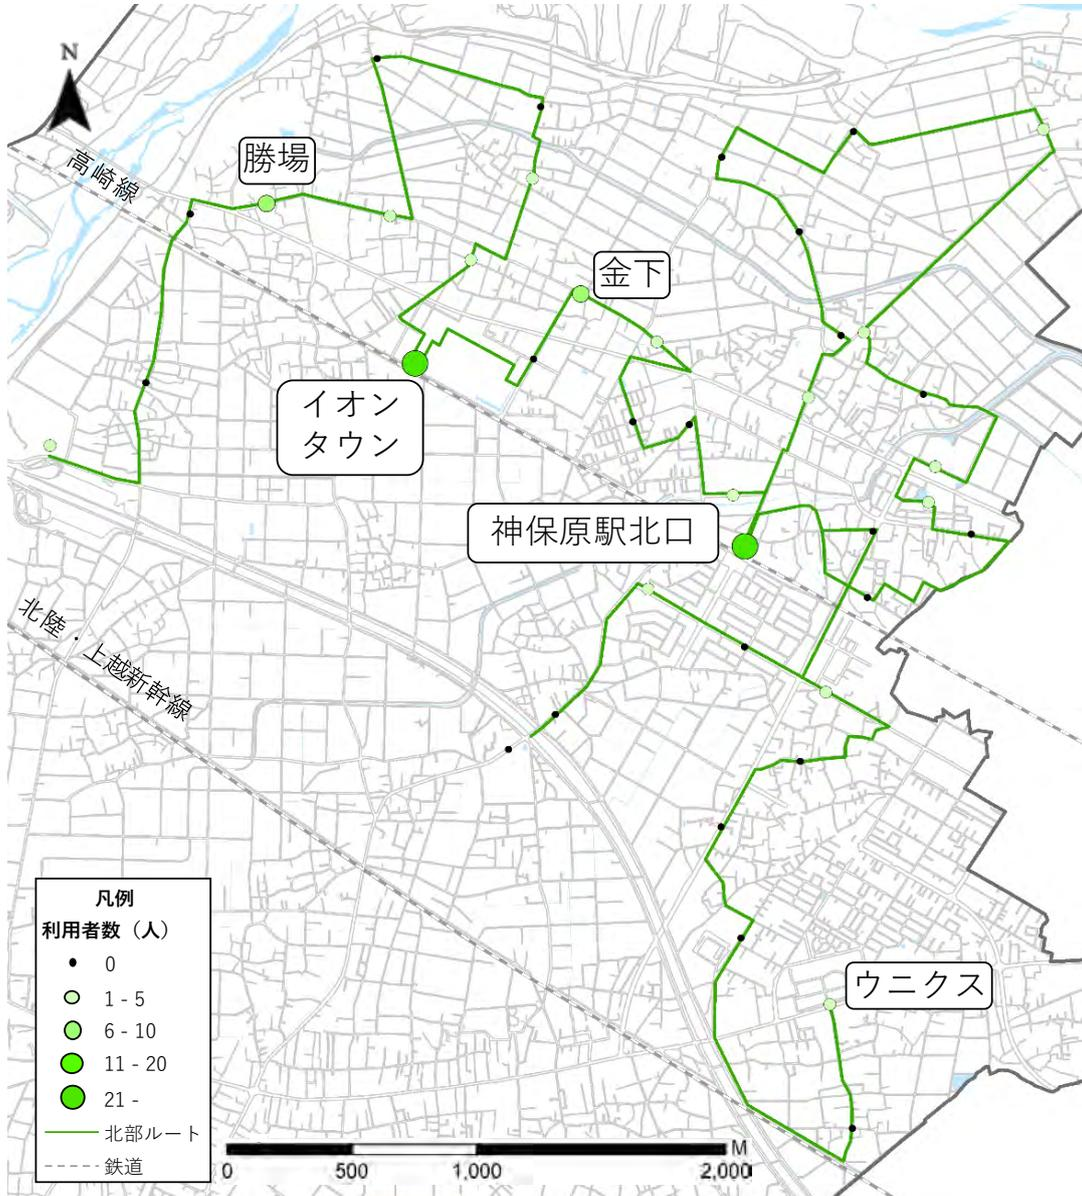 N
高崎線
勝場
金下
イオン
タウン
神保原駅北口
北陸・上越新幹線
ウニクス
凡例
利用者数（人）
0
1 - 5
6 - 10
11 - 20
21 -
北部ルート
鉄道
M
0 500 1,000 2,000